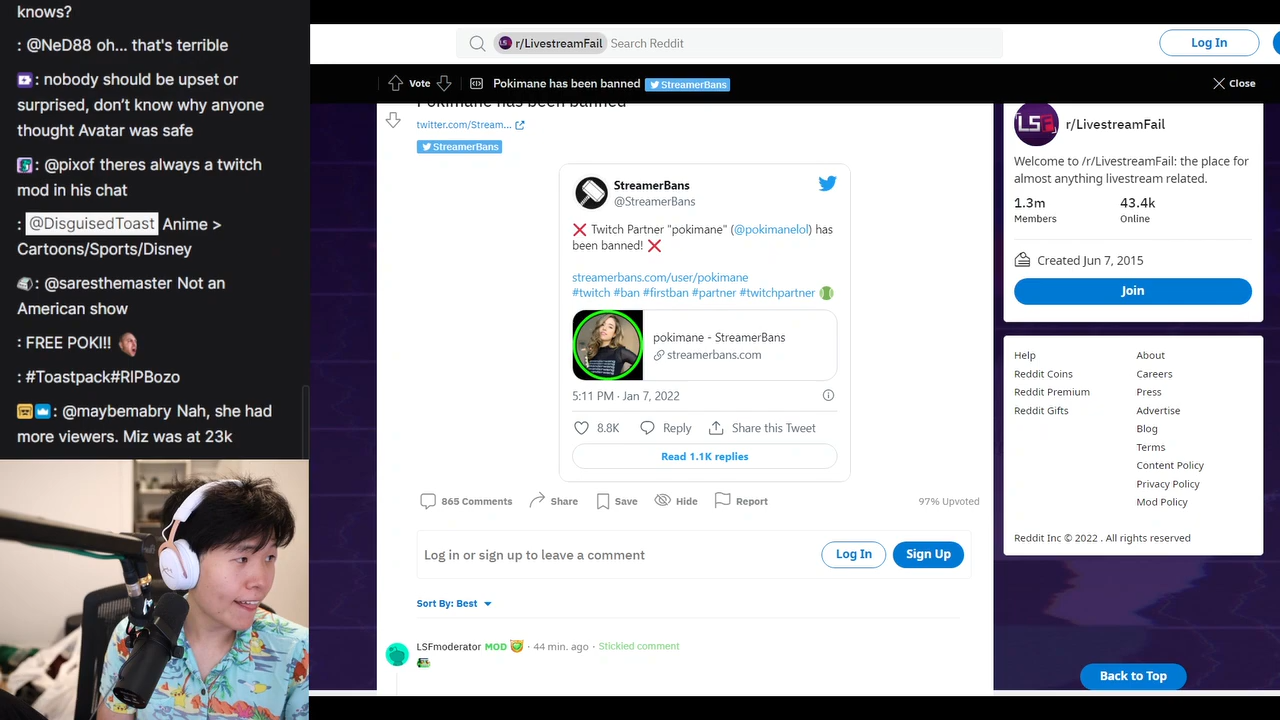 knows?
: @NeD88 oh... that's terrible
: nobody should be upset or
surprised, don't know why anyone
thought Avatar was safe
: @pixof theres always a twitch
mod in his chat
: @DisguisedToast Anime >
Cartoons/Sports/Disney
: @saresthemaster Not an
American show
: FREE POKI!!
: #Toastpack#RIPBozo
: @maybemabry Nah, she had
more viewers. Miz was at 23k
r/LivestreamFail Search Reddit
Log In
Vote
Pokimane has been banned StreamerBans
Close
Pokimane has been banned
twitter.com/Stream...
StreamerBans
StreamerBans
@StreamerBans
❌ Twitch Partner "pokimane" (@pokimanelol) has
been banned! ❌
streamerbans.com/user/pokimane
#twitch #ban #firstban #partner #twitchpartner
pokimane - StreamerBans
streamerbans.com
5:11 PM · Jan 7, 2022
8.8K Reply Share this Tweet
Read 1.1K replies
865 Comments Share Save Hide Report 97% Upvoted
Log in or sign up to leave a comment Log In Sign Up
Sort By: Best
LSFmoderator MOD · 44 min. ago · Stickied comment
LSF
r/LivestreamFail
Welcome to /r/LivestreamFail: the place for
almost anything livestream related.
1.3m 43.4k
Members Online
Created Jun 7, 2015
Join
Help About
Reddit Coins Careers
Reddit Premium Press
Reddit Gifts Advertise
Blog
Terms
Content Policy
Privacy Policy
Mod Policy
Reddit Inc © 2022 . All rights reserved
Back to Top